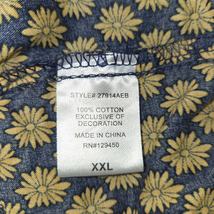 STYLE# 27914AEB
100% COTTON
EXCLUSIVE OF
DECORATION
MADE IN CHINA
RN#129450
XXL